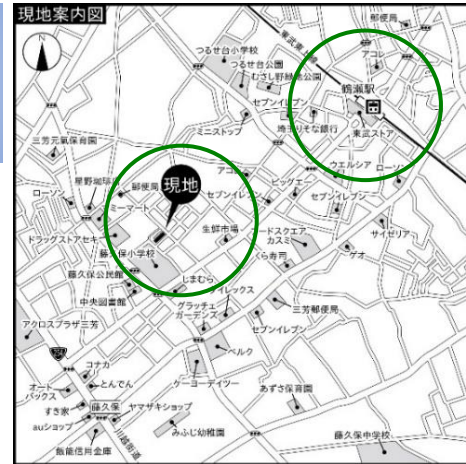 現地案内図
N
郵便局
東武東上線
つるせ台小学校
アコレ
つるせ台公園
むさし野緑地公園
鶴瀬駅
セブンイレブン
埼玉りそな銀行
東武ストア
ミニストップ
三芳元氣保育園
ウエルシア
アコレ
ローソン
星野珈琲
郵便局
現地
ビッグエー
ローソン
セブンイレブン
セブンイレブン
ミーマート
生鮮市場
サイゼリア
ドラッグストアセキ
ードスクエア
カスミ
藤久保小学校
くら寿司
ゲオ
藤久保公民館
しまむら
中央図書館
ダイレックス
グラッチェ
ガーデンズ
三芳郵便局
アクロスプラザ三芳
セブンイレブン
ベルク
コナカ
ケーヨーデイツー
オート
バックス
とんでん
あずさ保育園
すき家
藤久保
ヤマザキショップ
auショップ
みふじ幼稚園
川越街道
藤久保中学校
飯能信用金庫